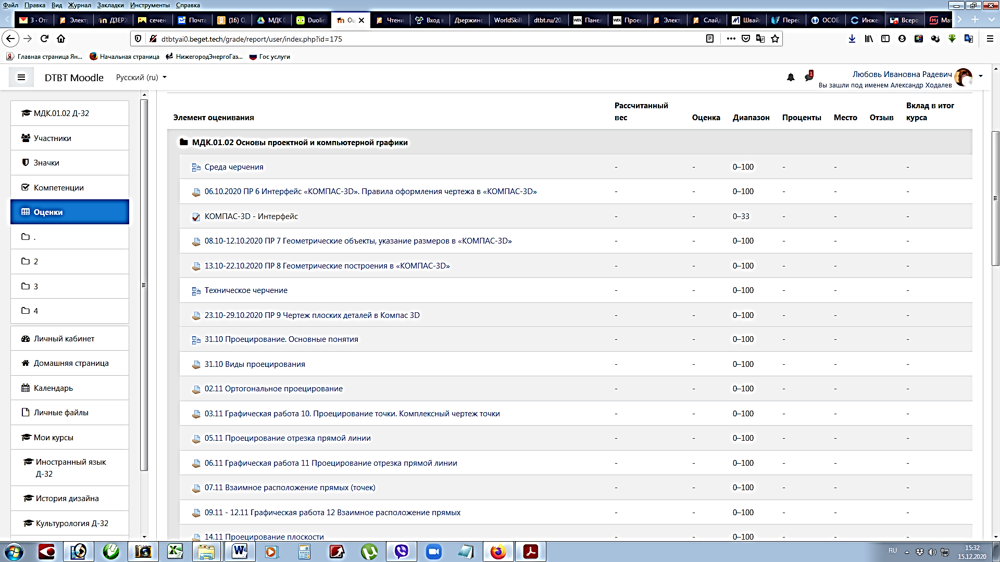 Файл Правка Вид Журнал Закладки Инструменты Справка
3 - От Элект ДЗЕРЖ сечен Почта (16) О МДК 0 Duolin Оц Чтени Вход в Дзержинс WorldSkills dtbt.ru/20 Панел Проек Элект Слайд Швай Перес ОСОБ Инже Всеро Маг
dtbtyai0.beget.tech/grade/report/user/index.php?id=175
Главная страница Ян... Начальная страница НижегородЭнергоГаз... Гос услуги
DTBT Moodle Русский (ru)
1
Любовь Ивановна Радевич
Вы зашли под именем Александр Ходалев
МДК.01.02 Д-32
Участники
Значки
Компетенции
Оценки
.
2
3
4
Личный кабинет
Домашняя страница
Календарь
Личные файлы
Мои курсы
Иностранный язык
Д-32
История дизайна
Культурология Д-32
Элемент оценивания Рассчитанный вес Оценка Диапазон Проценты Место Отзыв Вклад в итог курса
МДК.01.02 Основы проектной и компьютерной графики
Среда черчения - - 0–100 - - -
06.10.2020 ПР 6 Интерфейс «КОМПАС-3D». Правила оформления чертежа в «КОМПАС-3D» - - 0–100 - - -
КОМПАС-3D - Интерфейс - - 0–33 - - -
08.10-12.10.2020 ПР 7 Геометрические объекты, указание размеров в «КОМПАС-3D» - - 0–100 - - -
13.10-22.10.2020 ПР 8 Геометрические построения в «КОМПАС-3D» - - 0–100 - - -
Техническое черчение - - 0–100 - - -
23.10-29.10.2020 ПР 9 Чертеж плоских деталей в Компас 3D - - 0–100 - - -
31.10 Проецирование. Основные понятия - - 0–100 - - -
31.10 Виды проецирования - - 0–100 - - -
02.11 Ортогональное проецирование - - 0–100 - - -
03.11 Графическая работа 10. Проецирование точки. Комплексный чертеж точки - - 0–100 - - -
05.11 Проецирование отрезка прямой линии - - 0–100 - - -
06.11 Графическая работа 11 Проецирование отрезка прямой линии - - 0–100 - - -
07.11 Взаимное расположение прямых (точек) - - 0–100 - - -
09.11 - 12.11 Графическая работа 12 Взаимное расположение прямых - - 0–100 - - -
14.11 Проецирование плоскости - - 0–100 - - -
RU
15:32
15.12.2020